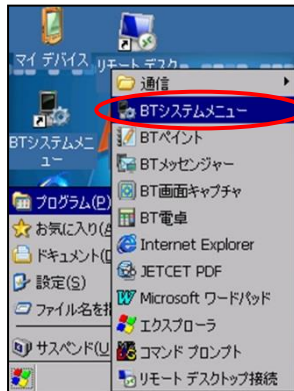 マイ デバイス
リモート デスク
BTシステムメニ
ュー
プログラム(P)
お気に入り(
ドキュメント(
設定(S)
ファイル名を
サスペンド(U
通信
BTシステムメニュー
BTペイント
BTメッセンジャー
BT画面キャプチャ
BT電卓
Internet Explorer
JETCET PDF
Microsoft ワードパッド
エクスプローラ
コマンド プロンプト
リモート デスクトップ接続